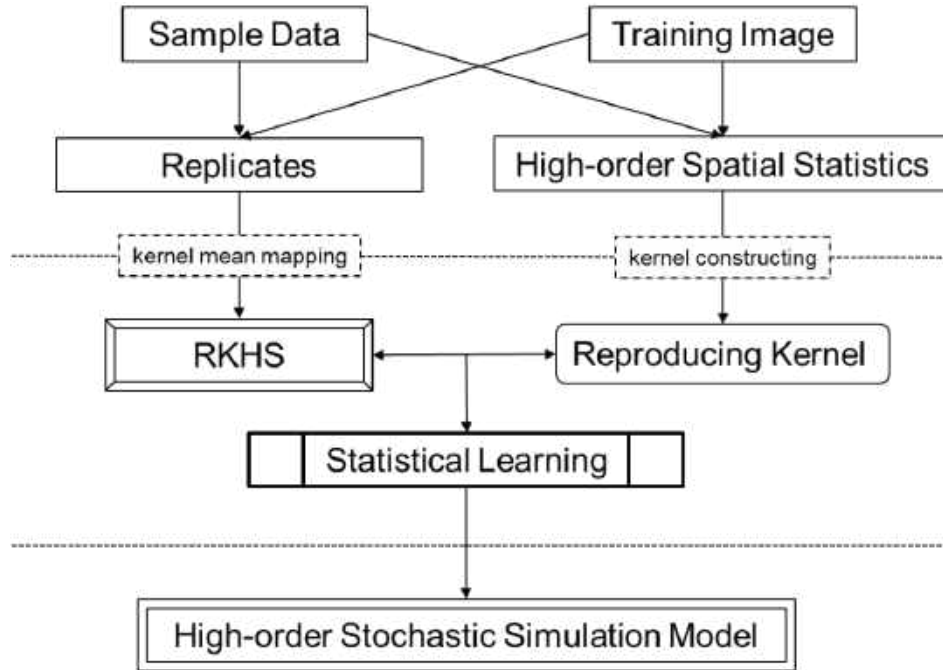 Sample Data
Training Image
Replicates
High-order Spatial Statistics
kernel mean mapping
kernel constructing
RKHS
Reproducing Kernel
Statistical Learning
High-order Stochastic Simulation Model